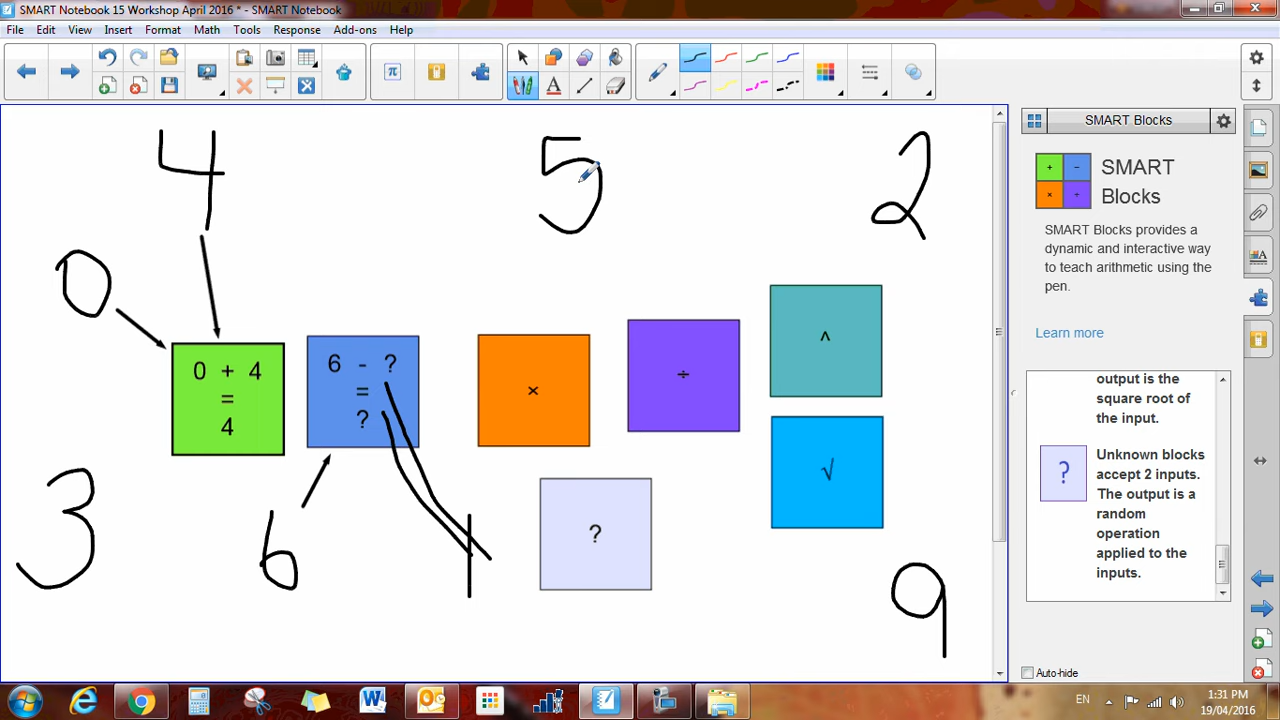 SMART Notebook 15 Workshop April 2016 * - SMART Notebook
File Edit View Insert Format Math Tools Response Add-ons Help
4
5
2
0
0 + 4
=
4
6 - ?
=
?
×
÷
^
√
?
3
6
1
9
SMART Blocks
+
−
×
÷
SMART
Blocks
SMART Blocks provides a
dynamic and interactive way
to teach arithmetic using the
pen.
Learn more
output is the
square root of
the input.
?
Unknown blocks
accept 2 inputs.
The output is a
random
operation
applied to the
inputs.
Auto-hide
EN
1:31 PM
19/04/2016